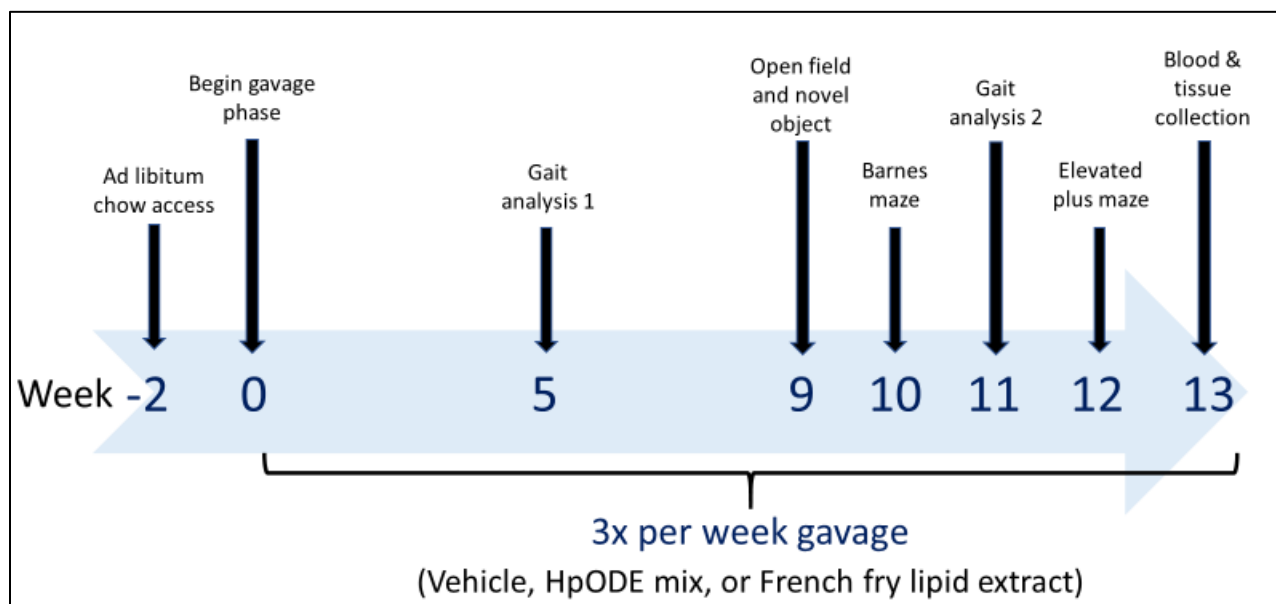 Ad libitum
chow access
Begin gavage
phase
Gait
analysis 1
Open field
and novel
object
Barnes
maze
Gait
analysis 2
Elevated
plus maze
Blood &
tissue
collection
Week -2 0 5 9 10 11 12 13
3x per week gavage
(Vehicle, HpODE mix, or French fry lipid extract)